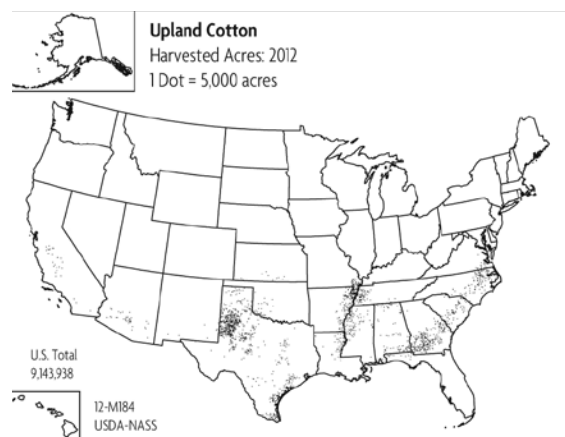 Upland Cotton
Harvested Acres: 2012
1 Dot = 5,000 acres
U.S. Total
9,143,938
12-M184
USDA-NASS